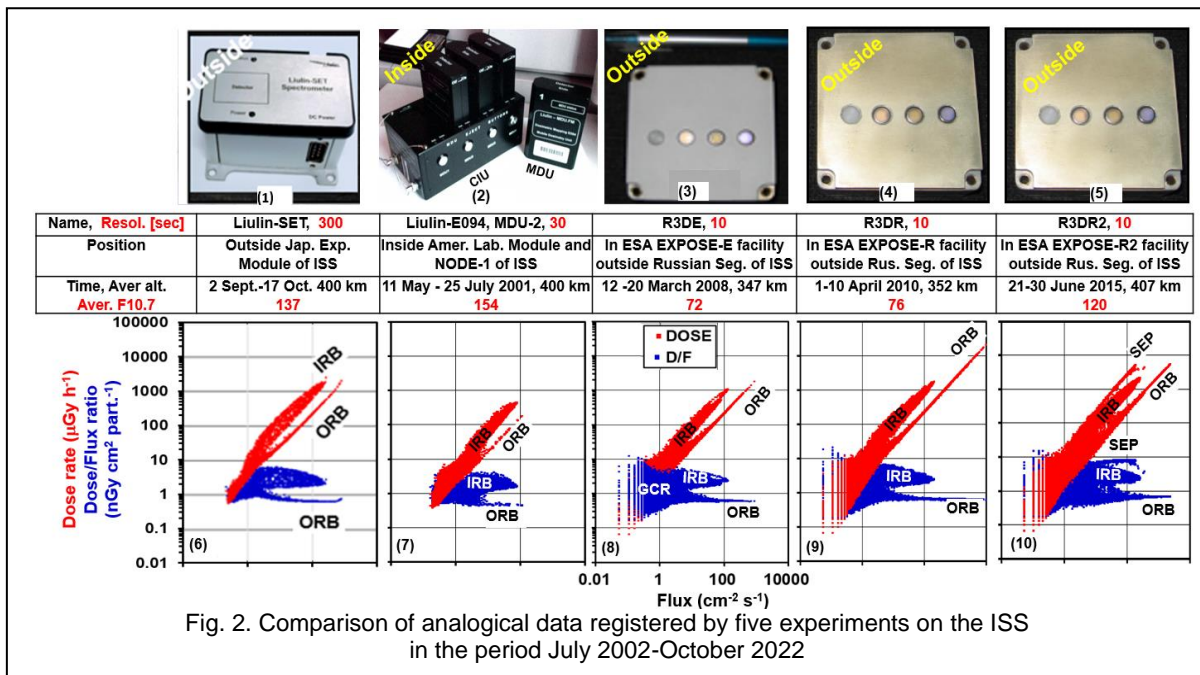 Outside
Liulin-SET
Spectrometer
Detector
Power
DC Power
(1)
Inside
CIU
(2)
MDU
1
Outside
(3)
Outside
(4)
Outside
(5)
Name, Resol. [sec]
Liulin-SET, 300
Liulin-E094, MDU-2, 30
R3DE, 10
R3DR, 10
R3DR2, 10
Position
Outside Jap. Exp.
Module of ISS
Inside Amer. Lab. Module and
NODE-1 of ISS
In ESA EXPOSE-E facility
outside Russian Seg. of ISS
In ESA EXPOSE-R facility
outside Rus. Seg. of ISS
In ESA EXPOSE-R2 facility
outside Rus. Seg. of ISS
Time, Aver alt.
Aver. F10.7
2 Sept.-17 Oct. 400 km
137
11 May - 25 July 2001, 400 km
154
12 -20 March 2008, 347 km
72
1-10 April 2010, 352 km
76
21-30 June 2015, 407 km
120
Dose rate (µGy h⁻¹)
Dose/Flux ratio
(nGy cm² part.⁻¹)
100000
10000
1000
100
10
1
0.1
0.01
IRB
ORB
ORB
(6)
IRB
ORB
IRB
ORB
(7)
DOSE
D/F
IRB
ORB
GCR
IRB
ORB
(8)
0.01
1
100
10000
Flux (cm⁻² s⁻¹)
ORB
IRB
IRB
ORB
(9)
SEP
ORB
IRB
SEP
IRB
ORB
(10)
Fig. 2. Comparison of analogical data registered by five experiments on the ISS
in the period July 2002-October 2022